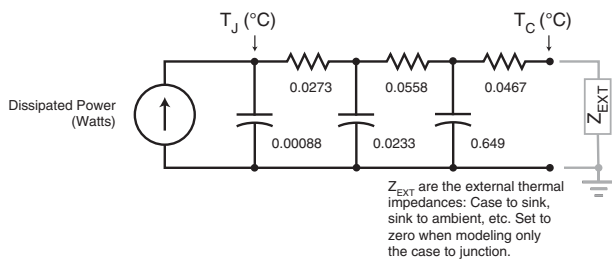 T_J (°C)
T_C (°C)
0.0273
0.0558
0.0467
Dissipated Power
(Watts)
Z_EXT
0.00088
0.0233
0.649
Z_EXT are the external thermal
impedances: Case to sink,
sink to ambient, etc. Set to
zero when modeling only
the case to junction.